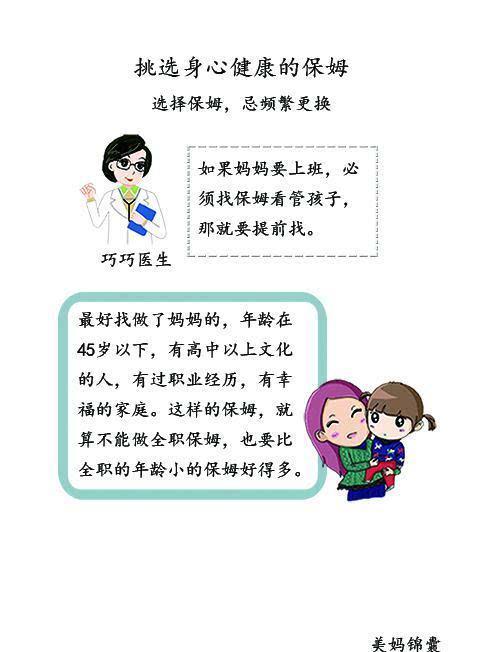 挑选身心健康的保姆
选择保姆，忌频繁更换
如果妈妈要上班，必
须找保姆看管孩子，
那就要提前找。
巧巧医生
最好找做了妈妈的，年龄在
45岁以下，有高中以上文化
的人，有过职业经历，有幸
福的家庭。这样的保姆，就
算不能做全职保姆，也要比
全职的年龄小的保姆好得多。
美妈锦囊